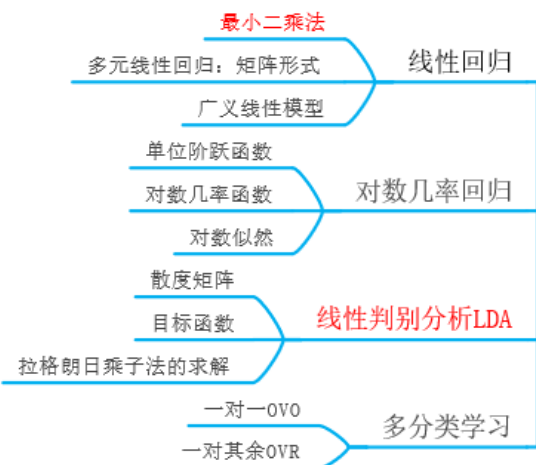 最小二乘法
多元线性回归：矩阵形式
线性回归
广义线性模型
单位阶跃函数
对数几率函数
对数几率回归
对数似然
散度矩阵
目标函数
线性判别分析LDA
拉格朗日乘子法的求解
一对一OVO
多分类学习
一对其余OVR